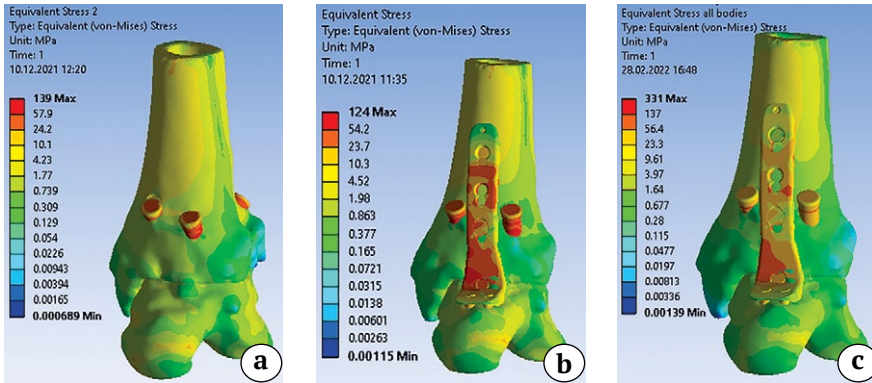 Equivalent Stress 2
Type: Equivalent (von-Mises) Stress
Unit: MPa
Time: 1
10.12.2021 12:20
139 Max
57.9
24.2
10.1
4.23
1.77
0.739
0.309
0.129
0.054
0.0226
0.00943
0.00394
0.00165
0.000689 Min
a
Equivalent Stress
Type: Equivalent (von-Mises) Stress
Unit: MPa
Time: 1
10.12.2021 11:35
124 Max
54.2
23.7
10.3
4.52
1.98
0.863
0.377
0.165
0.0721
0.0315
0.0138
0.00601
0.00263
0.00115 Min
b
Equivalent Stress all bodies
Type: Equivalent (von-Mises) Stress
Unit: MPa
Time: 1
28.02.2022 16:48
331 Max
137
56.4
23.3
9.61
3.97
1.64
0.677
0.28
0.115
0.0477
0.0197
0.00813
0.00336
0.00139 Min
c